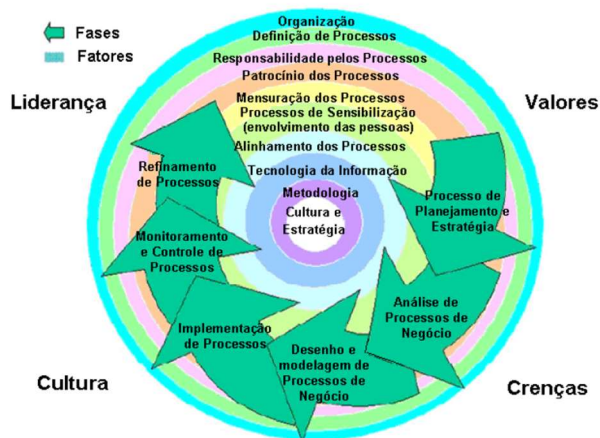 Fases
Fatores
Organização
Definição de Processos
Responsabilidade pelos Processos
Patrocínio dos Processos
Liderança
Valores
Mensuração dos Processos
Processos de Sensibilização
(envolvimento das pessoas)
Alinhamento dos Processos
Tecnologia da Informação
Metodologia
Cultura e
Estratégia
Refinamento
de Processos
Processo de
Planejamento e
Estratégia
Monitoramento
e Controle de
Processos
Análise de
Processos de
Negócio
Implementação
de Processos
Desenho e
modelagem de
Processos de
Negócio
Cultura
Crenças